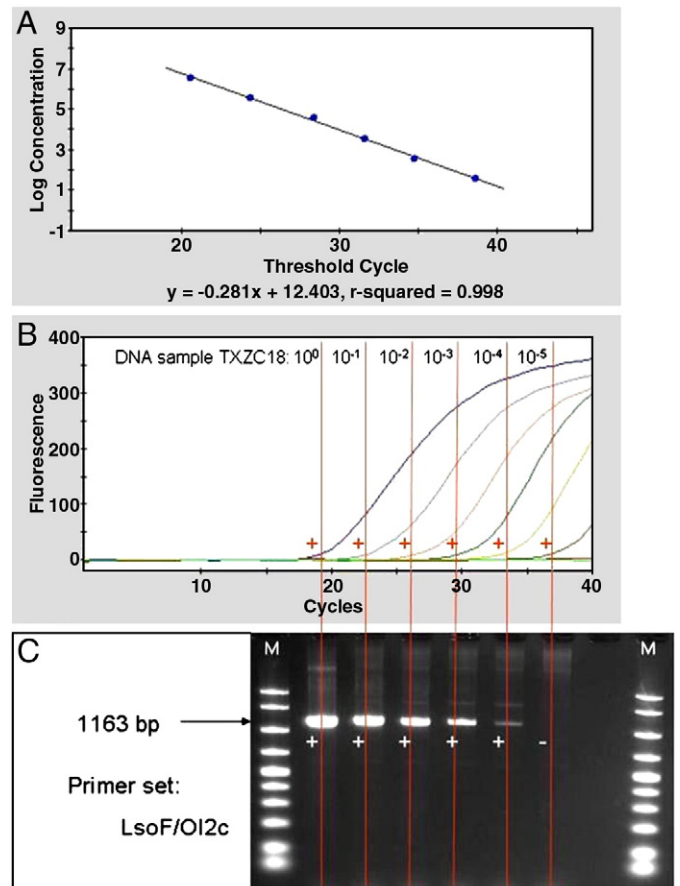 A
9
7
5
3
1
-1
Log Concentration
20 30 40
Threshold Cycle
y = -0.281x + 12.403, r-squared = 0.998
B
400
300
200
100
0
Fluorescence
DNA sample TXZC18: 10⁰ 10⁻¹ 10⁻² 10⁻³ 10⁻⁴ 10⁻⁵
+ + + + + +
10 20 30 40
Cycles
C
M M
1163 bp
+ + + + + -
Primer set:
LsoF/OI2c